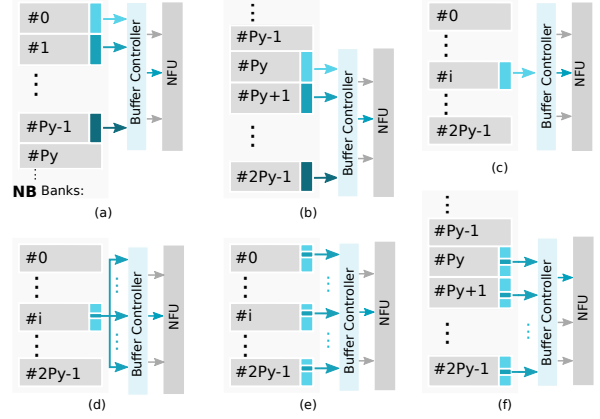 #0
#1
#Py-1
#Py
NB Banks:
Buffer Controller
NFU
(a)
#Py-1
#Py
#Py+1
#2Py-1
Buffer Controller
NFU
(b)
#0
#i
#2Py-1
Buffer Controller
NFU
(c)
#0
#i
#2Py-1
Buffer Controller
NFU
(d)
#0
#i
#2Py-1
Buffer Controller
NFU
(e)
#Py-1
#Py
#Py+1
#2Py-1
Buffer Controller
NFU
(f)